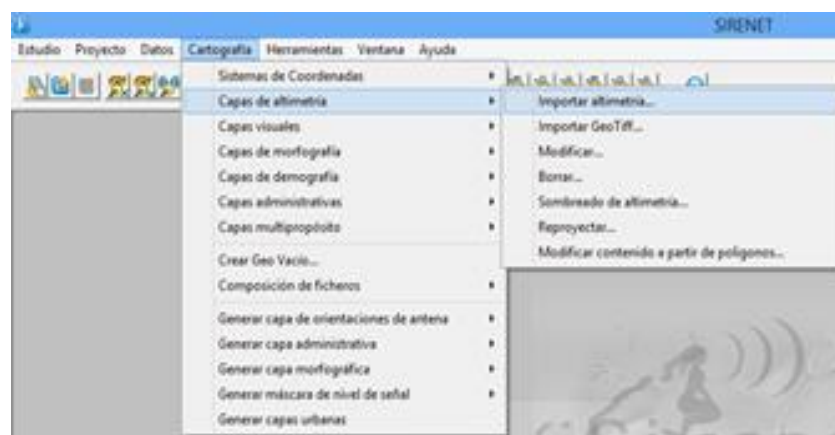 SIRENET
Estudio Proyecto Datos Cartografía Herramientas Ventana Ayuda
Sistemas de Coordenadas
Capas de altimetría
Capas visuales
Capas de morfografía
Capas de demografía
Capas administrativas
Capas multipropósito
Crear Geo Vacío...
Composición de ficheros
Generar capa de orientaciones de antena
Generar capa administrativa
Generar capa morfográfica
Generar máscara de nivel de señal
Generar capas urbanas
Importar altimetría...
Importar GeoTiff...
Modificar...
Borrar...
Sombreado de altimetría...
Reproyectar...
Modificar contenido a partir de polígonos...